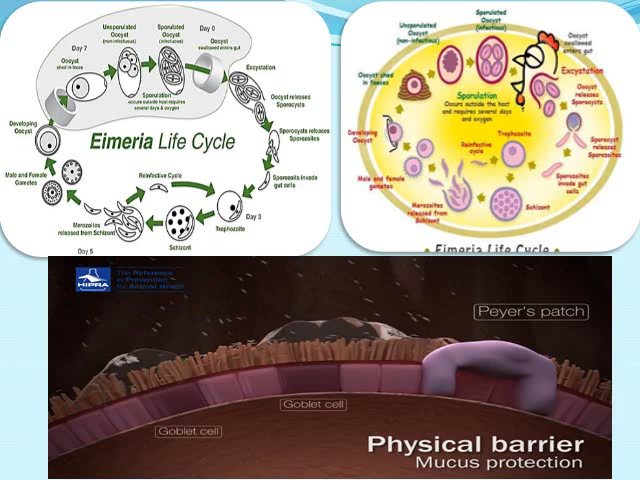 Unsporulated
Oocyst
(non-infectious)
Sporulated
Oocyst
(infectious)
Day 0
Oocyst
swallowed enters gut
Day 7
Oocyst
shed in feces
Excystation
Sporulation
occurs outside host requires
several days & oxygen
Oocyst releases
Sporocysts
Developing
Oocyst
Eimeria Life Cycle
Sporocysts releases
Sporozoites
Male and Female
Gametes
Reinfective Cycle
Sporozoites invade
gut cells
Day 3
Merozoites
released from Schizont
Trophozoite
Schizont
Day 5
Unsporulated
Oocyst
(non-infectious)
Sporulated
Oocyst
(infectious)
Oocyst
swallowed
enters gut
Oocyst shed
in faeces
Excystation
Sporulation
Occurs outside the host
and requires several days
and oxygen
Oocyst
releases
Sporocysts
Developing
Oocyst
Trophozoite
Reinfective
cycle
Sporocyst
releases
Sporozoites
Male and female
gametes
Sporozoites
invade
gut cells
Merozoites
released from
Schizont
Schizont
Eimeria Life Cycle
HIPRA
The Reference
in Prevention
for Animal Health
Peyer's patch
Goblet cell
Goblet cell
Physical barrier
Mucus protection